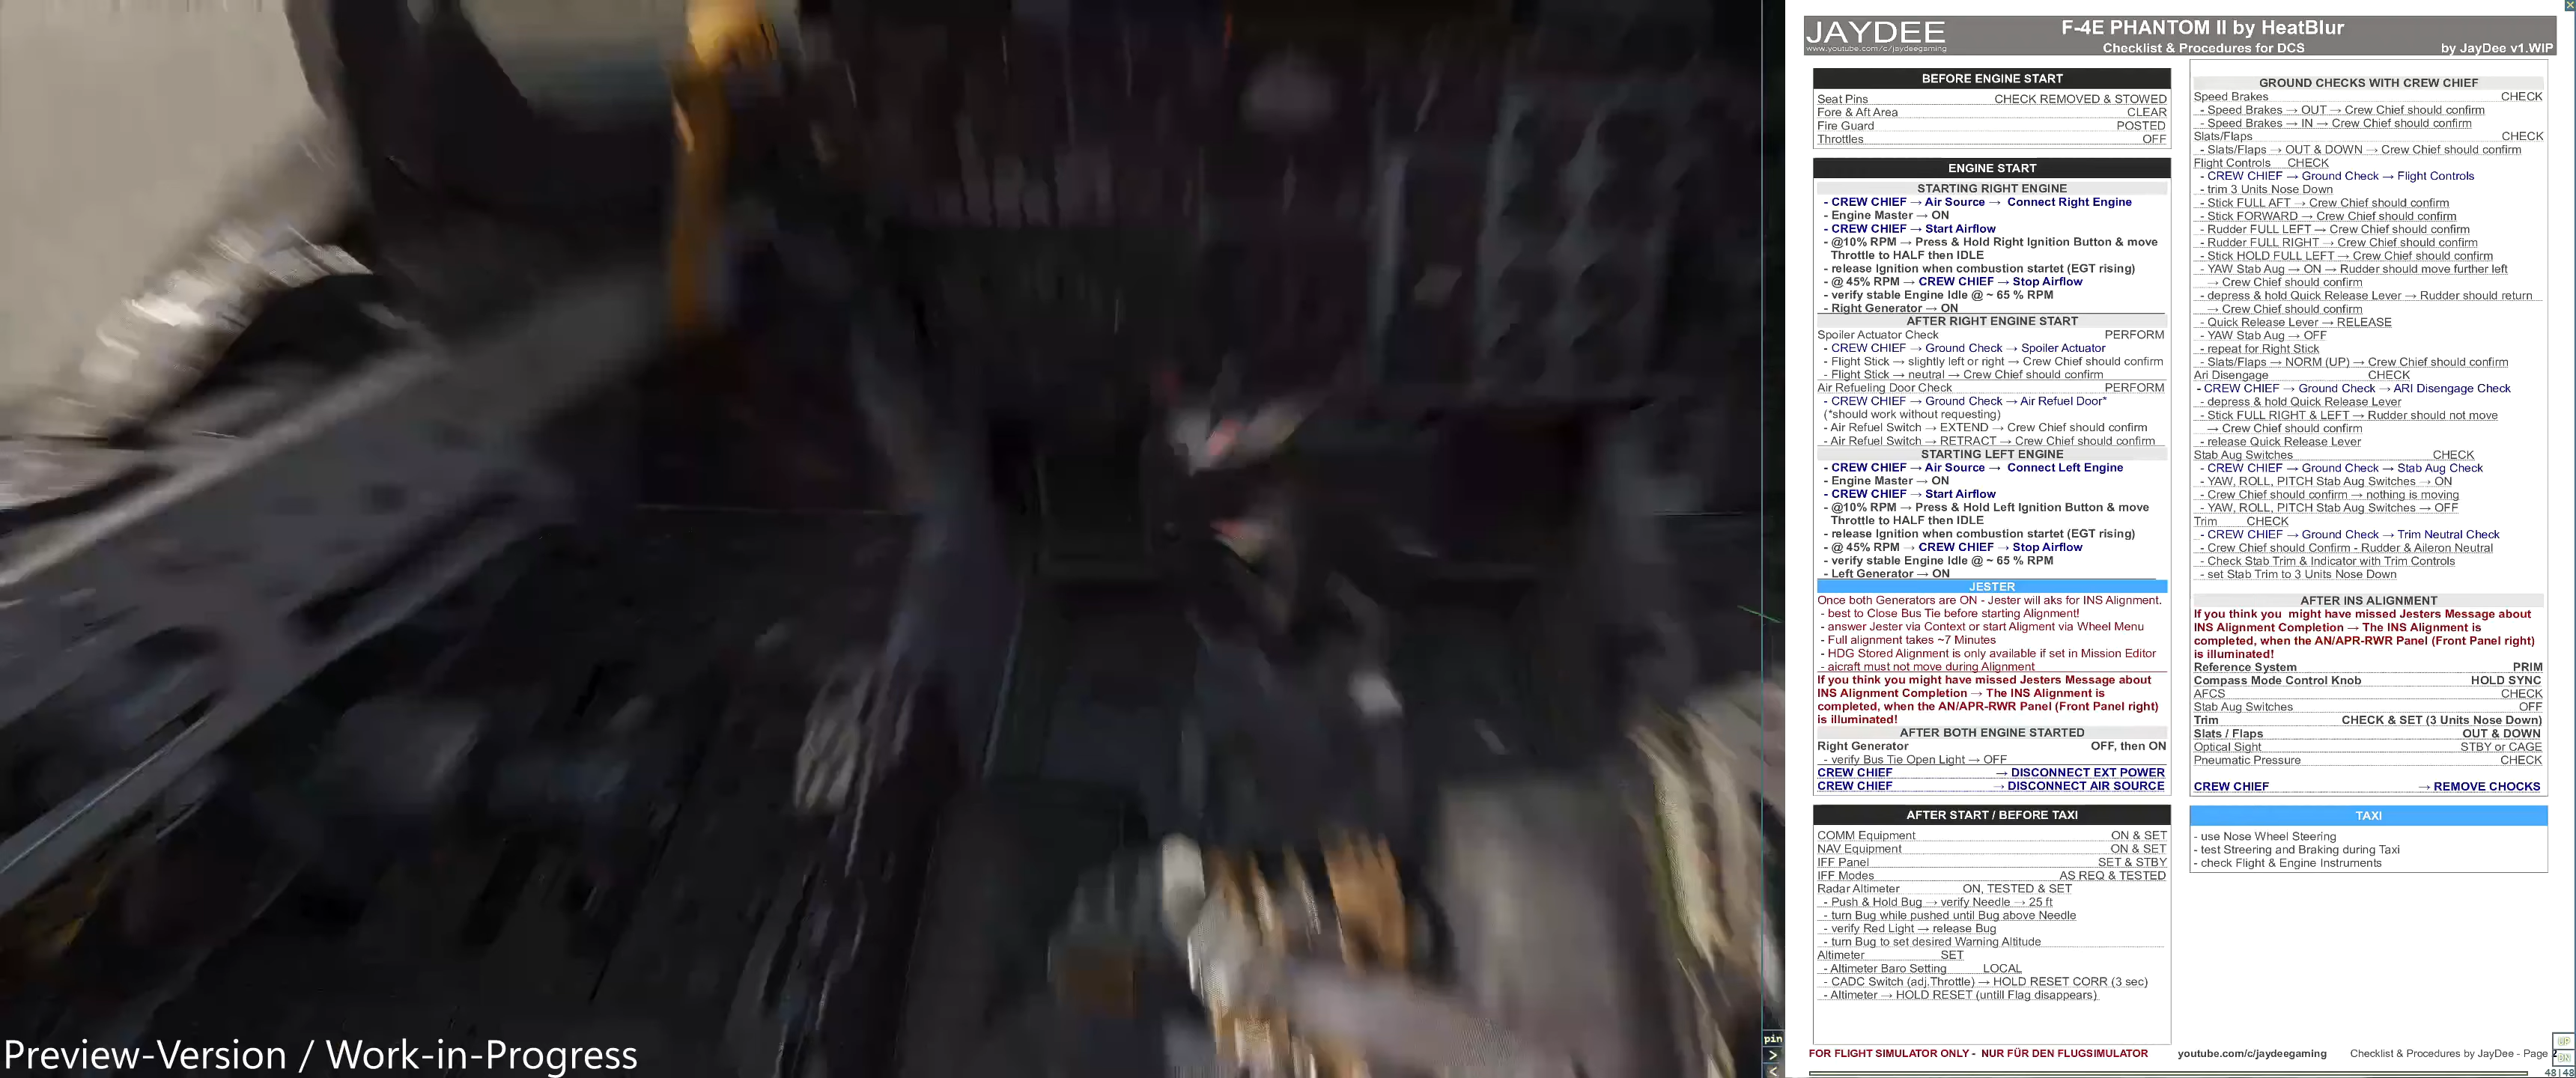 JAYDEE
www.youtube.com/c/jaydeegaming
F-4E PHANTOM II by HeatBlur
Checklist & Procedures for DCS
by JayDee v1.WIP
BEFORE ENGINE START
Seat Pins CHECK REMOVED & STOWED
Fore & Aft Area CLEAR
Fire Guard POSTED
Throttles OFF
ENGINE START
STARTING RIGHT ENGINE
- CREW CHIEF → Air Source → Connect Right Engine
- Engine Master → ON
- CREW CHIEF → Start Airflow
- @10% RPM → Press & Hold Right Ignition Button & move
Throttle to HALF then IDLE
- release Ignition when combustion startet (EGT rising)
- @ 45% RPM → CREW CHIEF → Stop Airflow
- verify stable Engine Idle @ ~ 65 % RPM
- Right Generator → ON
AFTER RIGHT ENGINE START
Spoiler Actuator Check PERFORM
- CREW CHIEF → Ground Check → Spoiler Actuator
- Flight Stick → slightly left or right → Crew Chief should confirm
- Flight Stick → neutral → Crew Chief should confirm
Air Refueling Door Check PERFORM
- CREW CHIEF → Ground Check → Air Refuel Door*
(*should work without requesting)
- Air Refuel Switch → EXTEND → Crew Chief should confirm
- Air Refuel Switch → RETRACT → Crew Chief should confirm
STARTING LEFT ENGINE
- CREW CHIEF → Air Source → Connect Left Engine
- Engine Master → ON
- CREW CHIEF → Start Airflow
- @10% RPM → Press & Hold Left Ignition Button & move
Throttle to HALF then IDLE
- release Ignition when combustion startet (EGT rising)
- @ 45% RPM → CREW CHIEF → Stop Airflow
- verify stable Engine Idle @ ~ 65 % RPM
- Left Generator → ON
JESTER
Once both Generators are ON - Jester will aks for INS Alignment.
- best to Close Bus Tie before starting Alignment!
- answer Jester via Context or start Aligment via Wheel Menu
- Full alignment takes ~7 Minutes
- HDG Stored Alignment is only available if set in Mission Editor
- aicraft must not move during Alignment
If you think you might have missed Jesters Message about
INS Alignment Completion → The INS Alignment is
completed, when the AN/APR-RWR Panel (Front Panel right)
is illuminated!
AFTER BOTH ENGINE STARTED
Right Generator OFF, then ON
- verify Bus Tie Open Light → OFF
CREW CHIEF → DISCONNECT EXT POWER
CREW CHIEF → DISCONNECT AIR SOURCE
AFTER START / BEFORE TAXI
COMM Equipment ON & SET
NAV Equipment ON & SET
IFF Panel SET & STBY
IFF Modes AS REQ & TESTED
Radar Altimeter ON, TESTED & SET
- Push & Hold Bug → verify Needle → 25 ft
- turn Bug while pushed until Bug above Needle
- verify Red Light → release Bug
- turn Bug to set desired Warning Altitude
Altimeter SET
- Altimeter Baro Setting LOCAL
- CADC Switch (adj.Throttle) → HOLD RESET CORR (3 sec)
- Altimeter → HOLD RESET (untill Flag disappears)
GROUND CHECKS WITH CREW CHIEF
Speed Brakes CHECK
- Speed Brakes → OUT → Crew Chief should confirm
- Speed Brakes → IN → Crew Chief should confirm
Slats/Flaps CHECK
- Slats/Flaps → OUT & DOWN → Crew Chief should confirm
Flight Controls CHECK
- CREW CHIEF → Ground Check → Flight Controls
- trim 3 Units Nose Down
- Stick FULL AFT → Crew Chief should confirm
- Stick FORWARD → Crew Chief should confirm
- Rudder FULL LEFT → Crew Chief should confirm
- Rudder FULL RIGHT → Crew Chief should confirm
- Stick HOLD FULL LEFT → Crew Chief should confirm
- YAW Stab Aug → ON → Rudder should move further left
→ Crew Chief should confirm
- depress & hold Quick Release Lever → Rudder should return
→ Crew Chief should confirm
- Quick Release Lever → RELEASE
- YAW Stab Aug → OFF
- repeat for Right Stick
- Slats/Flaps → NORM (UP) → Crew Chief should confirm
Ari Disengage CHECK
- CREW CHIEF → Ground Check → ARI Disengage Check
- depress & hold Quick Release Lever
- Stick FULL RIGHT & LEFT → Rudder should not move
→ Crew Chief should confirm
- release Quick Release Lever
Stab Aug Switches CHECK
- CREW CHIEF → Ground Check → Stab Aug Check
- YAW, ROLL, PITCH Stab Aug Switches → ON
- Crew Chief should confirm → nothing is moving
- YAW, ROLL, PITCH Stab Aug Switches → OFF
Trim CHECK
- CREW CHIEF → Ground Check → Trim Neutral Check
- Crew Chief should Confirm - Rudder & Aileron Neutral
- Check Stab Trim & Indicator with Trim Controls
- set Stab Trim to 3 Units Nose Down
AFTER INS ALIGNMENT
If you think you might have missed Jesters Message about
INS Alignment Completion → The INS Alignment is
completed, when the AN/APR-RWR Panel (Front Panel right)
is illuminated!
Reference System PRIM
Compass Mode Control Knob HOLD SYNC
AFCS CHECK
Stab Aug Switches OFF
Trim CHECK & SET (3 Units Nose Down)
Slats / Flaps OUT & DOWN
Optical Sight STBY or CAGE
Pneumatic Pressure CHECK
CREW CHIEF → REMOVE CHOCKS
TAXI
- use Nose Wheel Steering
- test Streering and Braking during Taxi
- check Flight & Engine Instruments
Preview-Version / Work-in-Progress
pin
>
<
FOR FLIGHT SIMULATOR ONLY - NUR FÜR DEN FLUGSIMULATOR
youtube.com/c/jaydeegaming
Checklist & Procedures by JayDee - Page
UP
DN
48|48